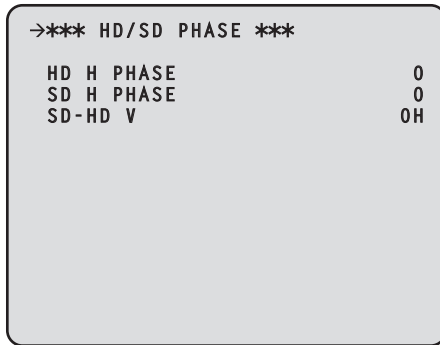 →*** HD/SD PHASE ***
HD H PHASE 0
SD H PHASE 0
SD-HD V 0H